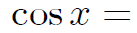 cos x =